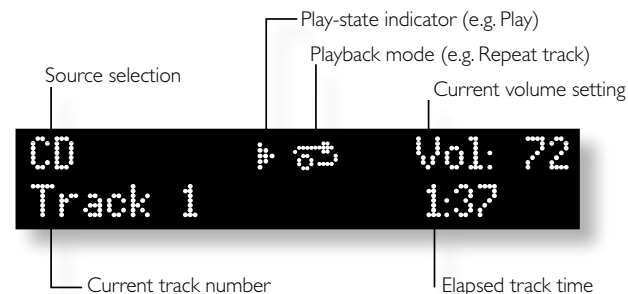 Play-state indicator (e.g. Play)
Playback mode (e.g. Repeat track)
Source selection
Current volume setting
CD Vol: 72
Track 1 1:37
Current track number Elapsed track time